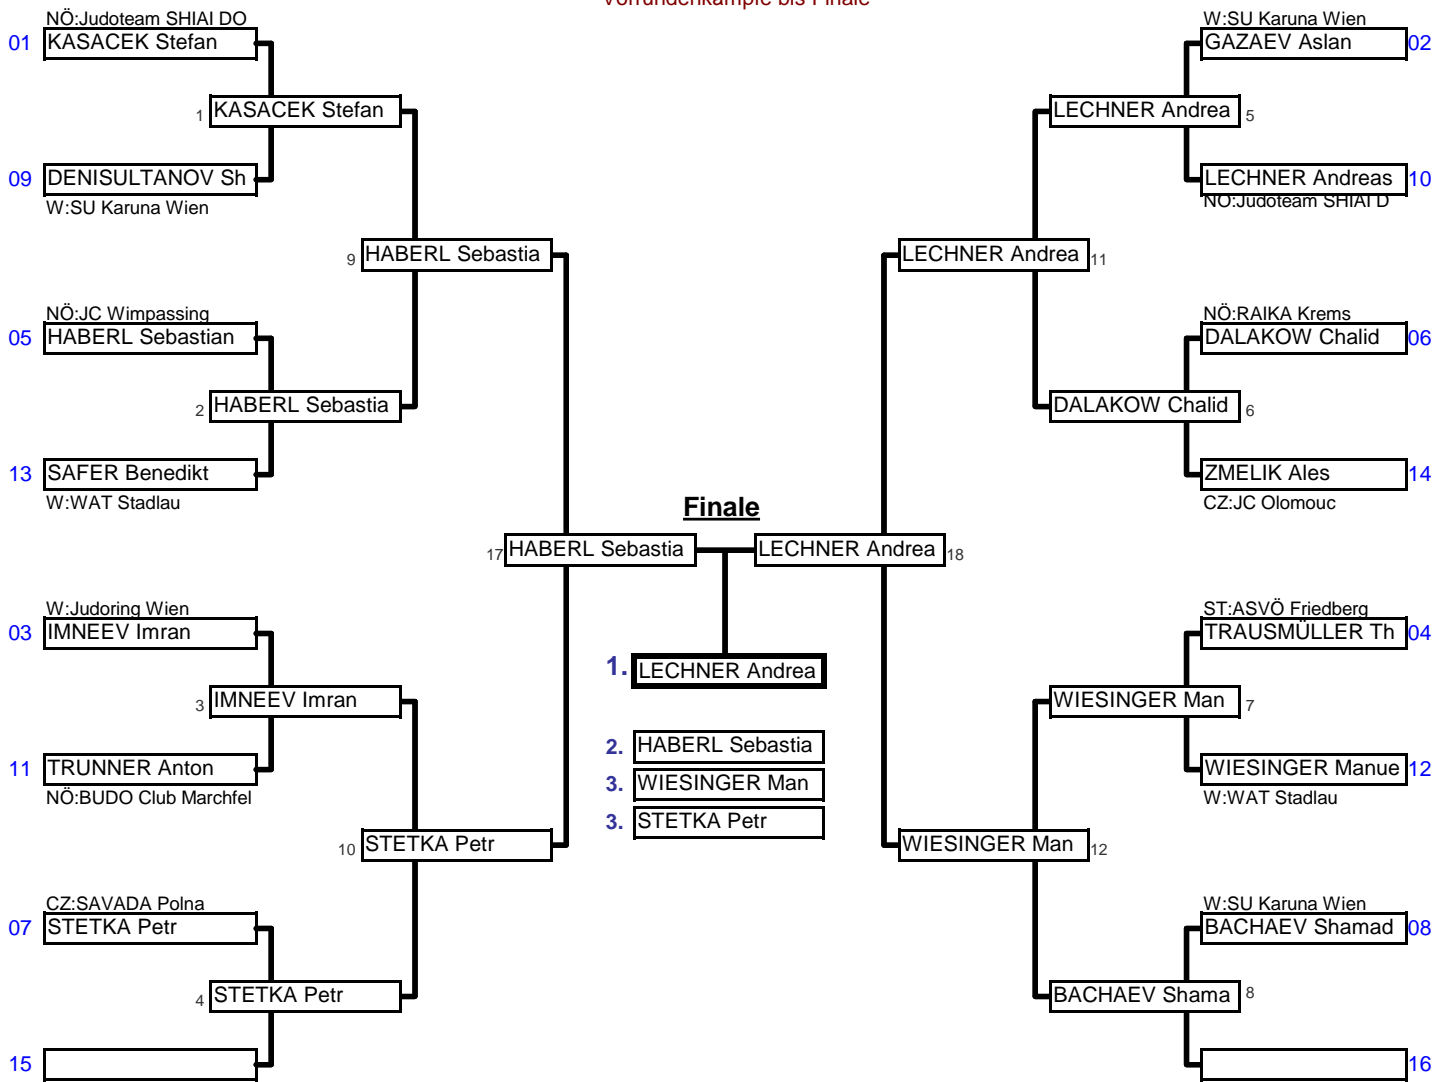 Vorrundenkämpfe bis Finale
NÖ:Judoteam SHIAI DO
01 KASACEK Stefan
1 KASACEK Stefan
09 DENISULTANOV Sh
W:SU Karuna Wien
9 HABERL Sebastia
NÖ:JC Wimpassing
05 HABERL Sebastian
2 HABERL Sebastia
13 SAFER Benedikt
W:WAT Stadlau
17 HABERL Sebastia
W:Judoring Wien
03 IMNEEV Imran
3 IMNEEV Imran
11 TRUNNER Anton
NÖ:BUDO Club Marchfel
10 STETKA Petr
CZ:SAVADA Polna
07 STETKA Petr
4 STETKA Petr
15
Finale
1. LECHNER Andrea
2. HABERL Sebastia
3. WIESINGER Man
3. STETKA Petr
W:SU Karuna Wien
GAZAEV Aslan 02
LECHNER Andrea 5
LECHNER Andreas 10
NÖ:Judoteam SHIAI D
LECHNER Andrea 11
NÖ:RAIKA Krems
DALAKOW Chalid 06
DALAKOW Chalid 6
ZMELIK Ales 14
CZ:JC Olomouc
LECHNER Andrea 18
ST:ASVÖ Friedberg
TRAUSMÜLLER Th 04
WIESINGER Man 7
WIESINGER Manue 12
W:WAT Stadlau
WIESINGER Man 12
W:SU Karuna Wien
BACHAEV Shamad 08
BACHAEV Shama 8
16